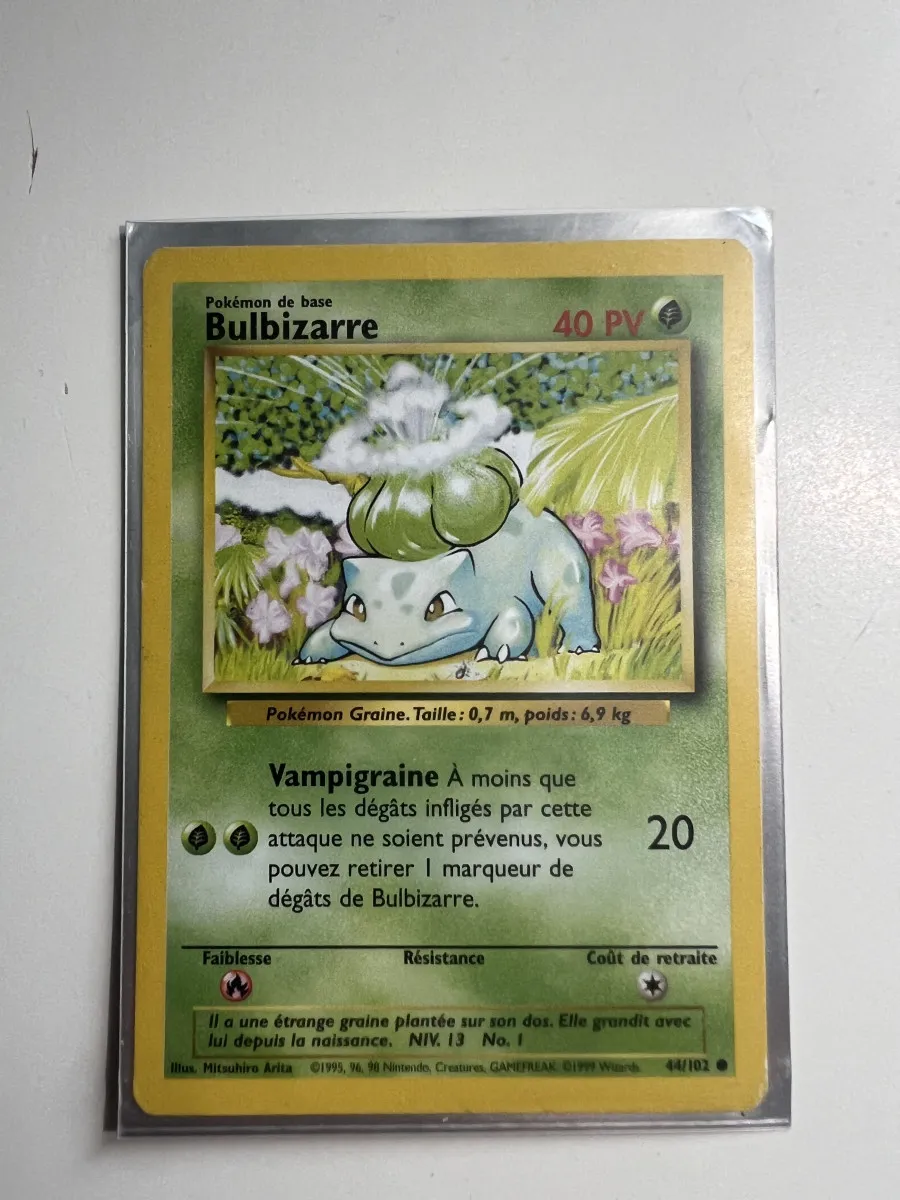 Pokémon de base
Bulbizarre
40 PV
Pokémon Graine. Taille : 0,7 m, poids : 6,9 kg
Vampigraine À moins que
tous les dégâts infligés par cette
attaque ne soient prévenus, vous
pouvez retirer 1 marqueur de
dégâts de Bulbizarre.
20
Faiblesse Résistance Coût de retraite
Il a une étrange graine plantée sur son dos. Elle grandit avec
lui depuis la naissance. NIV. 13 No. 1
Illus. Mitsuhiro Arita ©1995, 96, 98 Nintendo, Creatures, GAMEFREAK. ©1999 Wizards. 44/102